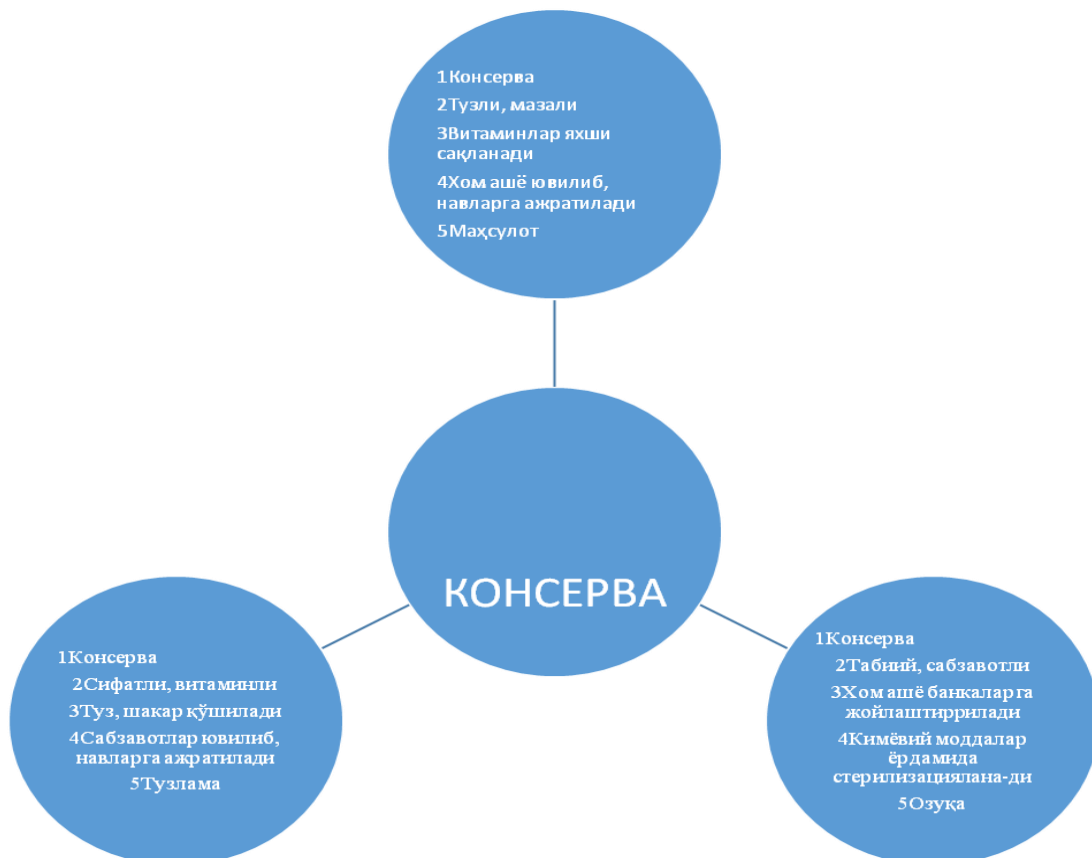 1Консерва
2Тузли, мазали
3Витаминлар яхши
сақланади
4Хом ашё ювилиб,
навларга ажратилади
5Маҳсулот
КОНСЕРВА
1Консерва
2Сифатли, витаминли
3Туз, шакар қўшилади
4Сабзавотлар ювилиб,
навларга ажратилади
5Тузлама
1Консерва
2Табиий, сабзавотли
3Хом ашё банкаларга
жойлаштиррилади
4Кимёвий моддалар
ёрдамида
стерилизациялана-ди
5Озуқа